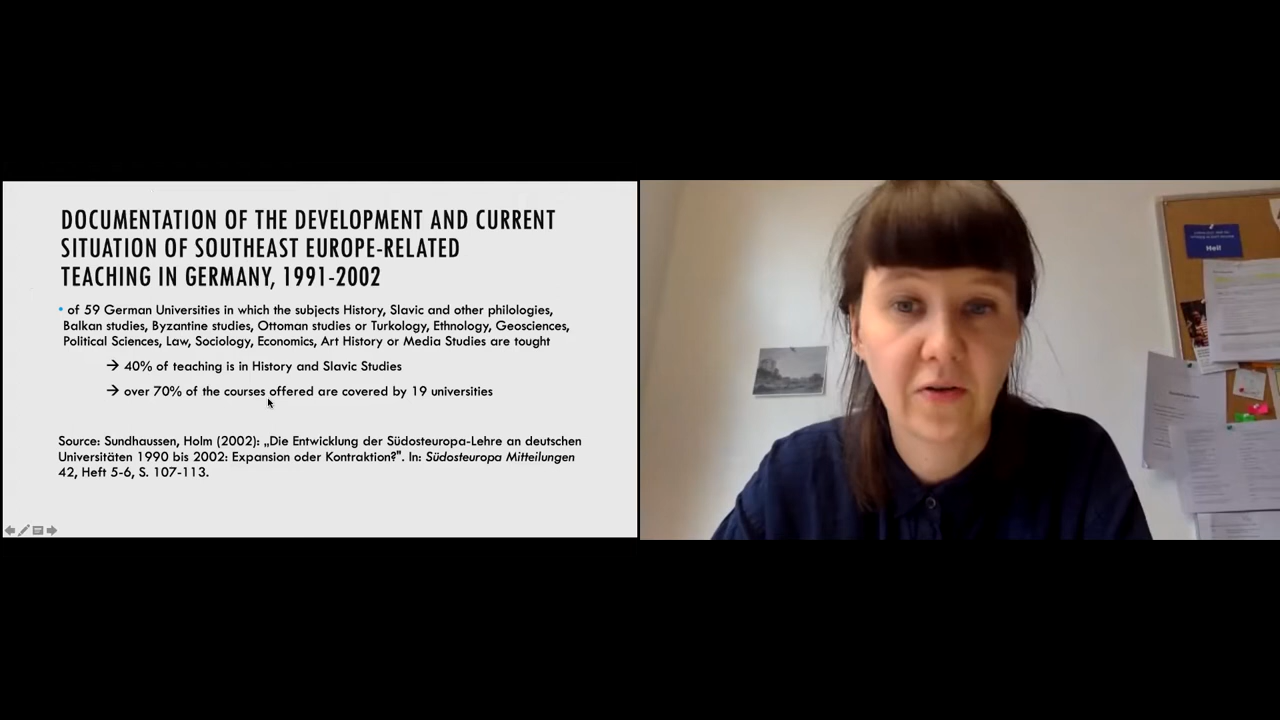 DOCUMENTATION OF THE DEVELOPMENT AND CURRENT
SITUATION OF SOUTHEAST EUROPE-RELATED
TEACHING IN GERMANY, 1991-2002
• of 59 German Universities in which the subjects History, Slavic and other philologies,
Balkan studies, Byzantine studies, Ottoman studies or Turkology, Ethnology, Geosciences,
Political Sciences, Law, Sociology, Economics, Art History or Media Studies are tought
→ 40% of teaching is in History and Slavic Studies
→ over 70% of the courses offered are covered by 19 universities
Source: Sundhaussen, Holm (2002): „Die Entwicklung der Südosteuropa-Lehre an deutschen
Universitäten 1990 bis 2002: Expansion oder Kontraktion?". In: Südosteuropa Mitteilungen
42, Heft 5-6, S. 107-113.